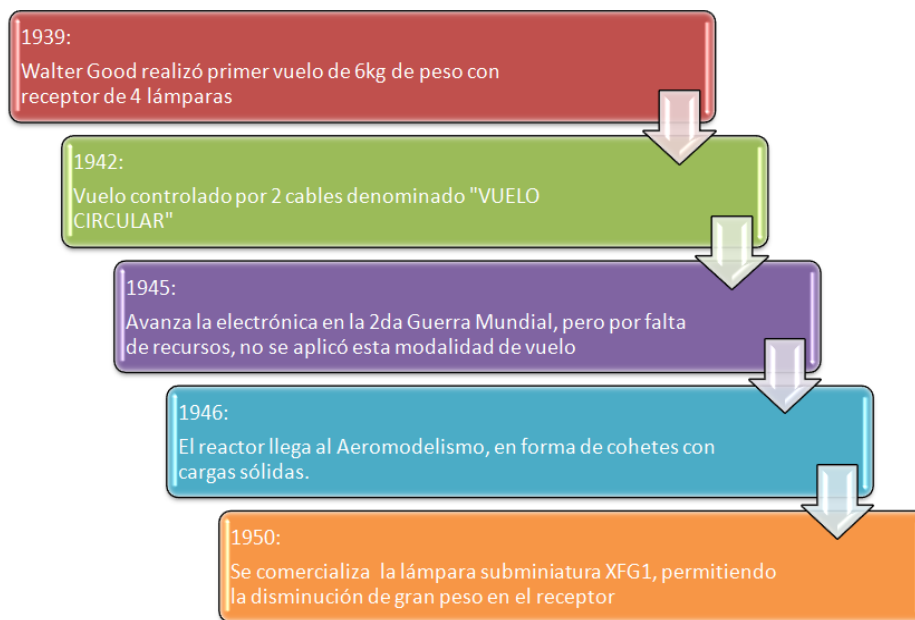 1939:
Walter Good realizó primer vuelo de 6kg de peso con
receptor de 4 lámparas
1942:
Vuelo controlado por 2 cables denominado "VUELO
CIRCULAR"
1945:
Avanza la electrónica en la 2da Guerra Mundial, pero por falta
de recursos, no se aplicó esta modalidad de vuelo
1946:
El reactor llega al Aeromodelismo, en forma de cohetes con
cargas sólidas.
1950:
Se comercializa la lámpara subminiatura XFG1, permitiendo
la disminución de gran peso en el receptor